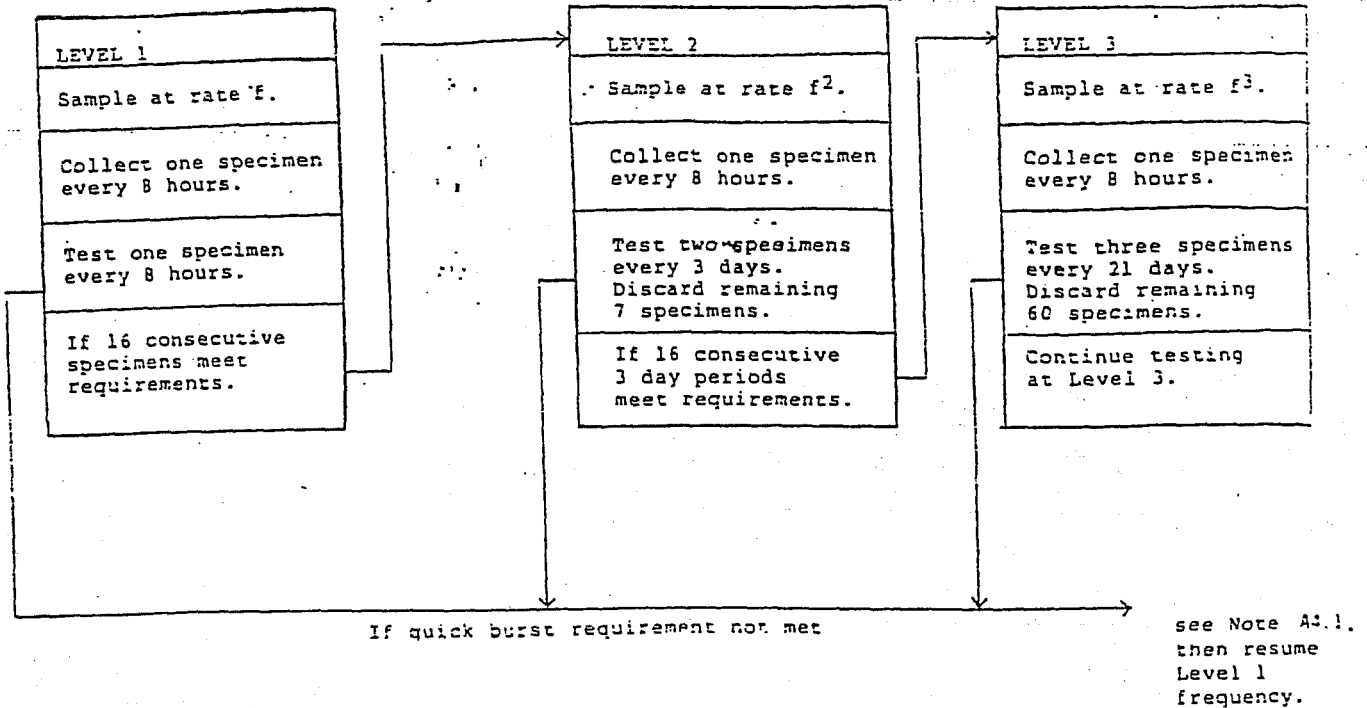 LEVEL 1
Sample at rate f.
Collect one specimen
every 8 hours.
Test one specimen
every 8 hours.
If 16 consecutive
specimens meet
requirements.
LEVEL 2
Sample at rate f².
Collect one specimen
every 8 hours.
Test two specimens
every 3 days.
Discard remaining
7 specimens.
If 16 consecutive
3 day periods
meet requirements.
LEVEL 3
Sample at rate f³.
Collect one specimen
every 8 hours.
Test three specimens
every 21 days.
Discard remaining
60 specimens.
Continue testing
at Level 3.
If quick burst requirement not met
see Note
then resume
Level 1
frequency.